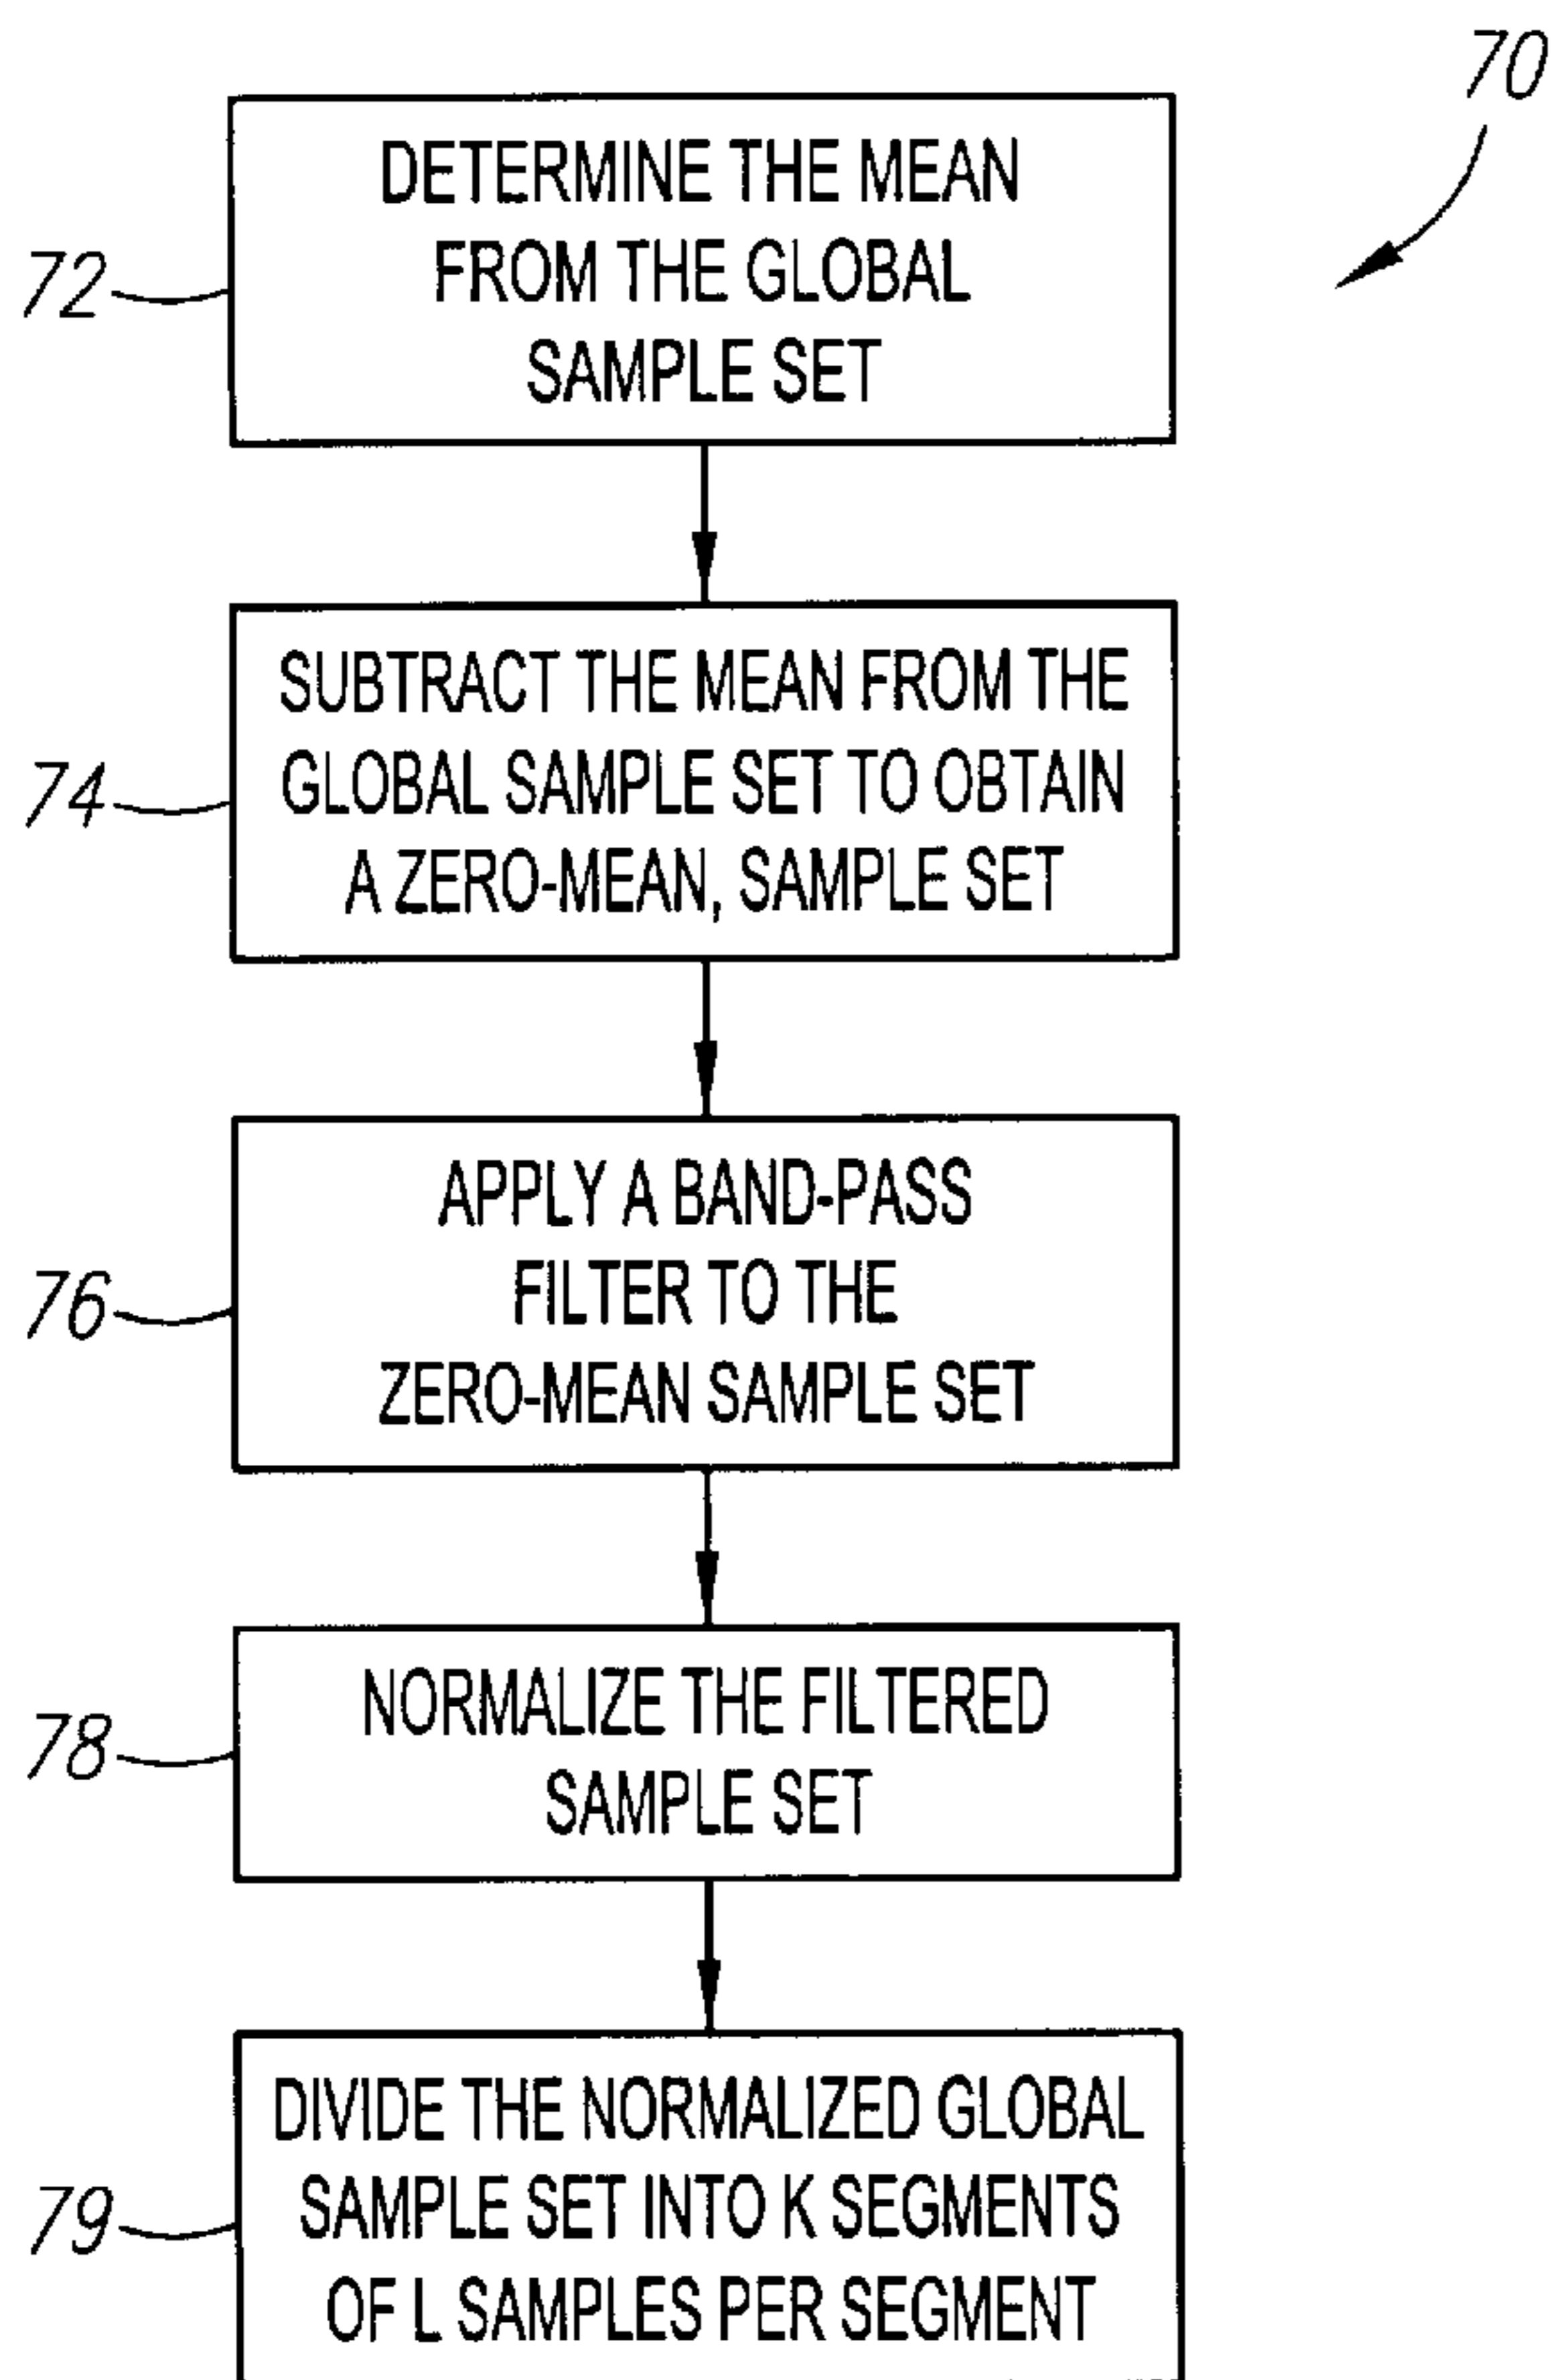 70
DETERMINE THE MEAN
FROM THE GLOBAL
SAMPLE SET
72
SUBTRACT THE MEAN FROM THE
GLOBAL SAMPLE SET TO OBTAIN
A ZERO-MEAN, SAMPLE SET
74
APPLY A BAND-PASS
FILTER TO THE
ZERO-MEAN SAMPLE SET
76
NORMALIZE THE FILTERED
SAMPLE SET
78
DIVIDE THE NORMALIZED GLOBAL
SAMPLE SET INTO K SEGMENTS
OF L SAMPLES PER SEGMENT
79